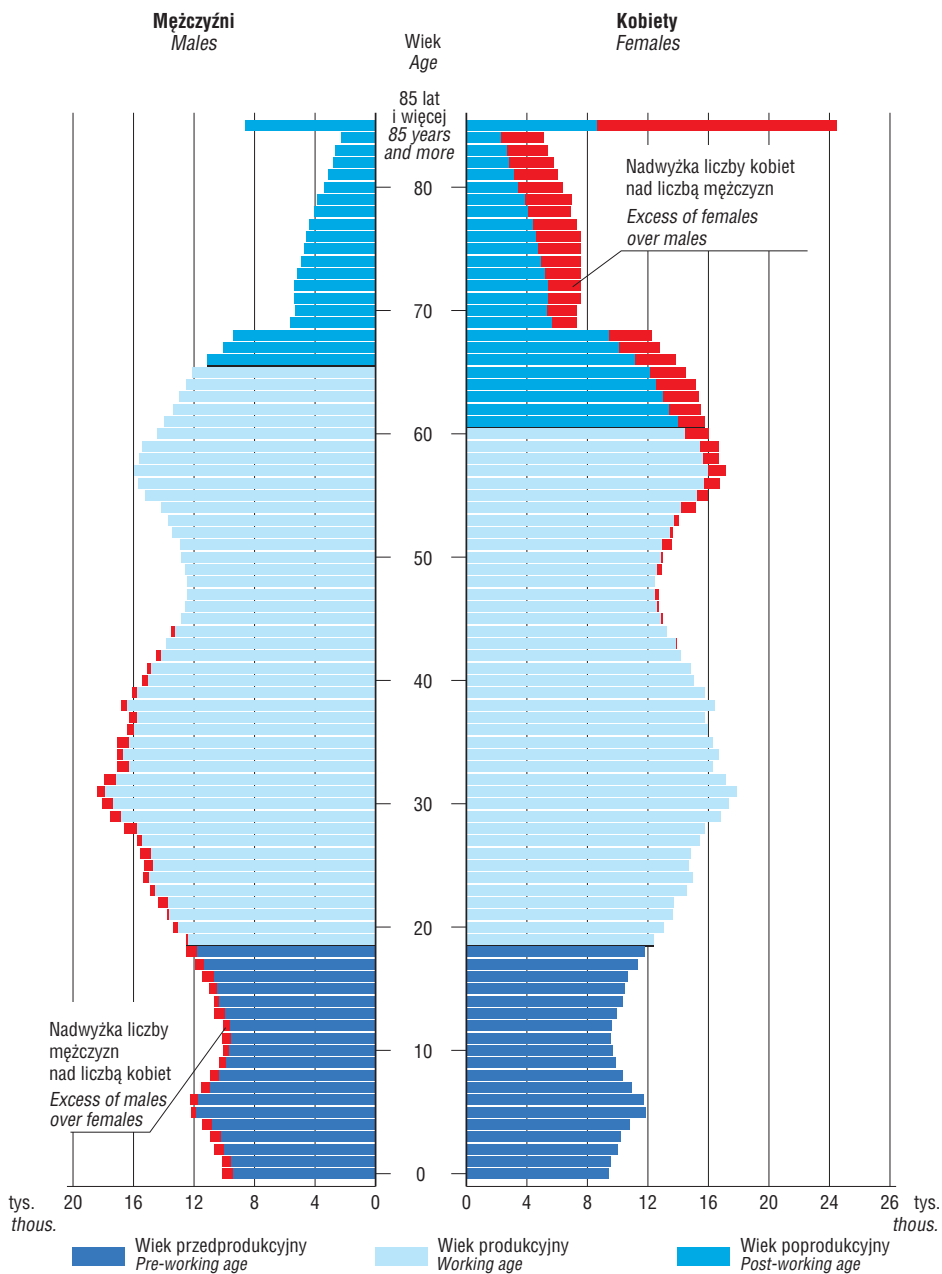 Mężczyźni
Males
Kobiety
Females
Wiek
Age
85 lat
i więcej
85 years
and more
Nadwyżka liczby kobiet
nad liczbą mężczyzn
Excess of females
over males
80
70
60
50
40
30
20
10
0
Nadwyżka liczby
mężczyzn
nad liczbą kobiet
Excess of males
over females
tys.
thous.
20 16 12 8 4 0
0 4 8 12 16 20 24 26
tys.
thous.
Wiek przedprodukcyjny
Pre-working age
Wiek produkcyjny
Working age
Wiek poprodukcyjny
Post-working age